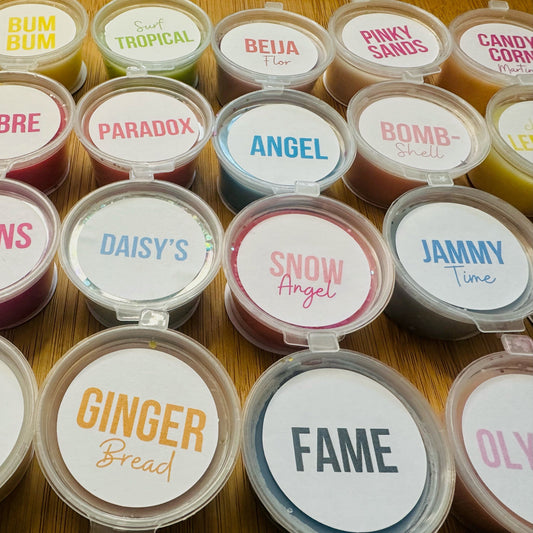 BUM
BUM
Surf
TROPICAL
BEIJA
Flor
PINKY
SANDS
CANDY
CORN
PARADOX
ANGEL
BOMB-
Shell
DAISY'S
SNOW
Angel
JAMMY
Time
GINGER
Bread
FAME